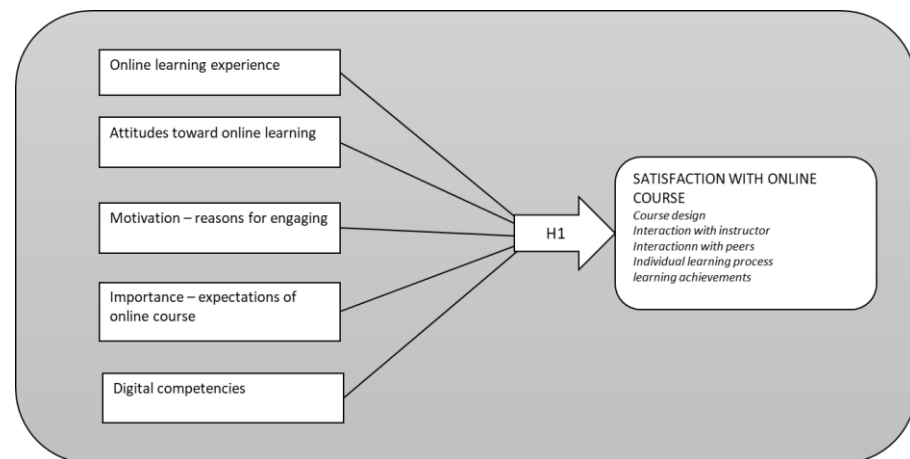 Online learning experience
Attitudes toward online learning
Motivation – reasons for engaging
Importance – expectations of
online course
Digital competencies
H1
SATISFACTION WITH ONLINE
COURSE
Course design
Interaction with instructor
Interactionn with peers
Individual learning process
learning achievements